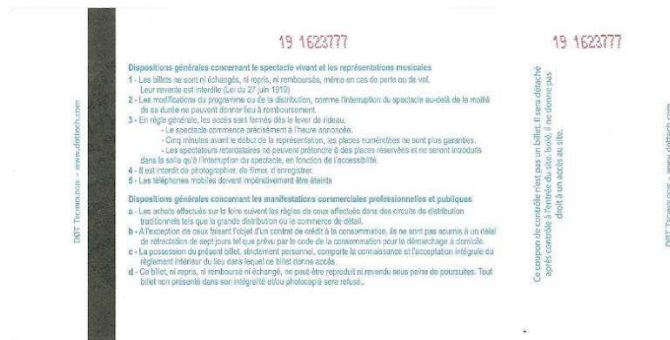 19 1623777
19 1623777
DØT TECHNOLOGIE - www.dottech.com
Dispositions générales concernant le spectacle vivant et les représentations musicales
1 - Les billets ne sont ni échangés, ni repris, ni remboursés, même en cas de perte ou de vol.
Leur revente est interdite (Loi du 27 juin 1919)
2 - Les modifications du programme ou de la distribution, comme l'interruption du spectacle au-delà de la moitié
de sa durée ne peuvent donner lieu à remboursement.
3 - En règle générale, les accès sont fermés dès le lever de rideau.
- Le spectacle commence précisément à l'heure annoncée.
- Cinq minutes avant le début de la représentation, les places numérotées ne sont plus garanties.
- Les spectateurs retardataires ne peuvent prétendre à des places réservées et ne seront introduits
dans la salle qu'à l'interruption du spectacle, en fonction de l'accessibilité.
4 - Il est interdit de photographier, de filmer, d'enregistrer
5 - Les téléphones mobiles doivent impérativement être éteints
Dispositions générales concernant les manifestations commerciales professionnelles et publiques
a - Les achats effectués sur la foire suivent les règles de ceux effectués dans des circuits de distribution
traditionnels tels que la grande distribution ou le commerce de détail.
b - A l'exception de ceux faisant l'objet d'un contrat de crédit à la consommation, ils ne sont pas soumis à un délai
de rétractation de sept jours tel que prévu par le code de la consommation pour le démarchage à domicile.
c - La possession du présent billet, strictement personnel, comporte la connaissance et l'acceptation intégrale du
règlement intérieur du lieu dans lequel ce billet donne accès.
d - Ce billet, ni repris, ni remboursé ni échangé, ne peut être reproduit ni revendu sous peine de poursuites. Tout
billet non présenté dans son intégralité et/ou photocopié sera refusé..
Ce coupon de contrôle n'est pas un billet. Il sera détaché
après contrôle à l'entrée du site. Isolé, il ne donne pas
droit à un accès au site.
DØT TECHNOLOGIE - www.dottech.com